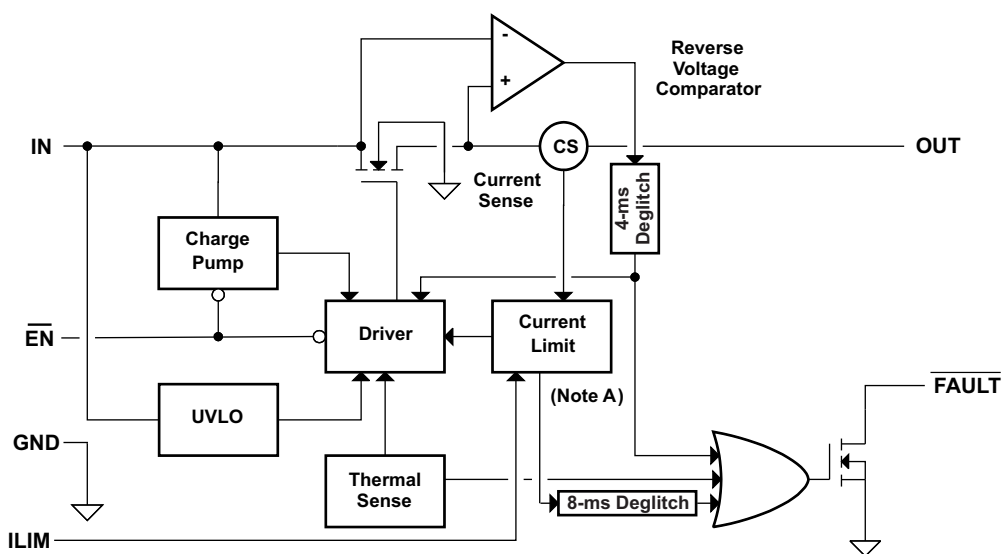 -
+
Reverse
Voltage
Comparator
IN
CS
OUT
Current
Sense
4-ms
Deglitch
Charge
Pump
EN
Driver
Current
Limit
(Note A)
FAULT
UVLO
GND
Thermal
Sense
8-ms Deglitch
ILIM